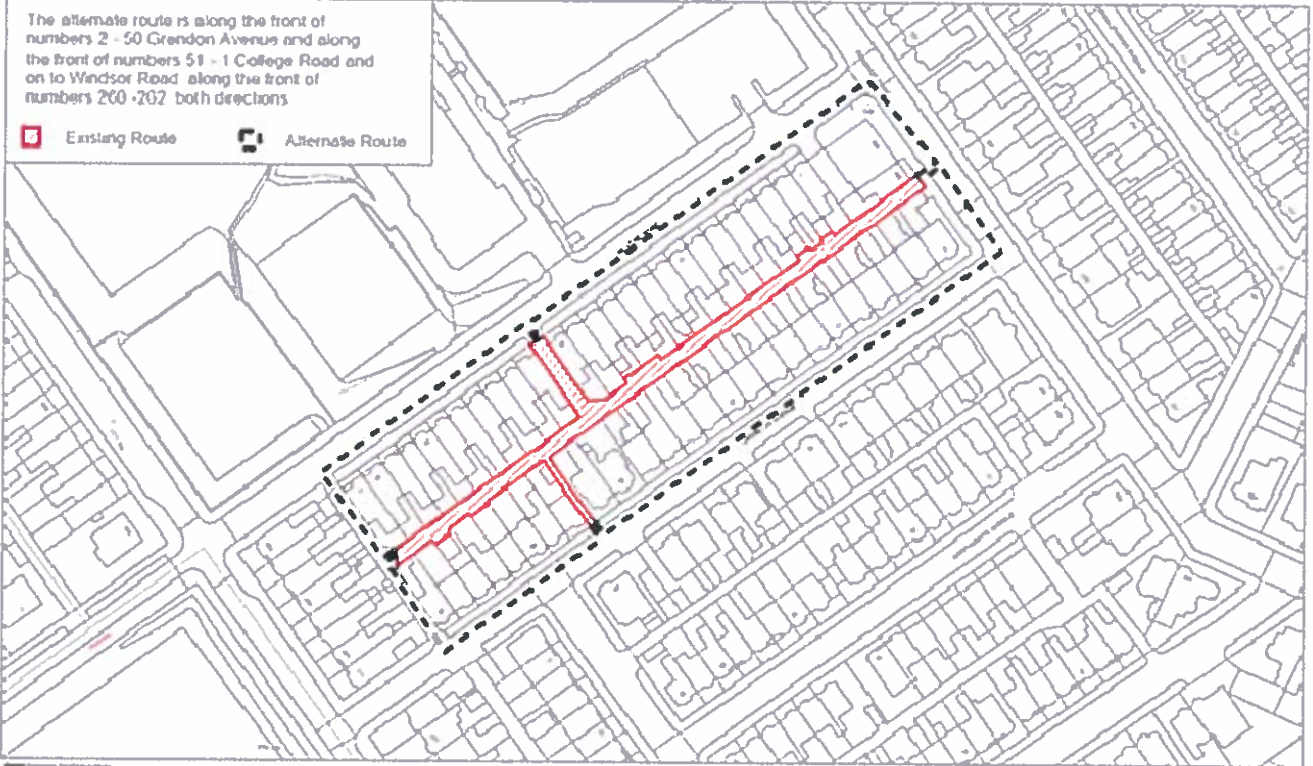 The alternate route is along the front of
numbers 2 - 50 Grendon Avenue and along
the front of numbers 51 - 1 College Road and
on to Windsor Road along the front of
numbers 260 -202 both directions
Existing Route
Alternate Route